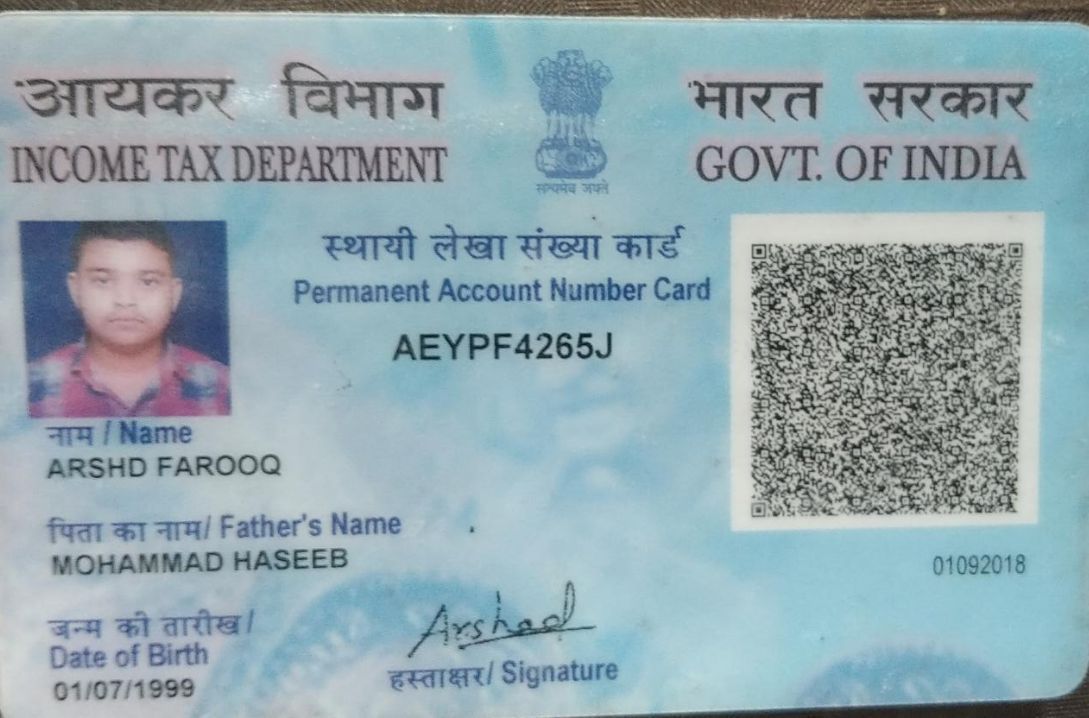 आयकर विभाग
INCOME TAX DEPARTMENT
सत्यमेव जयते
भारत सरकार
GOVT. OF INDIA
स्थायी लेखा संख्या कार्ड
Permanent Account Number Card
AEYPF4265J
नाम / Name
ARSHD FAROOQ
पिता का नाम/ Father's Name
MOHAMMAD HASEEB
01092018
जन्म की तारीख/
Date of Birth
01/07/1999
Arshad
हस्ताक्षर/ Signature